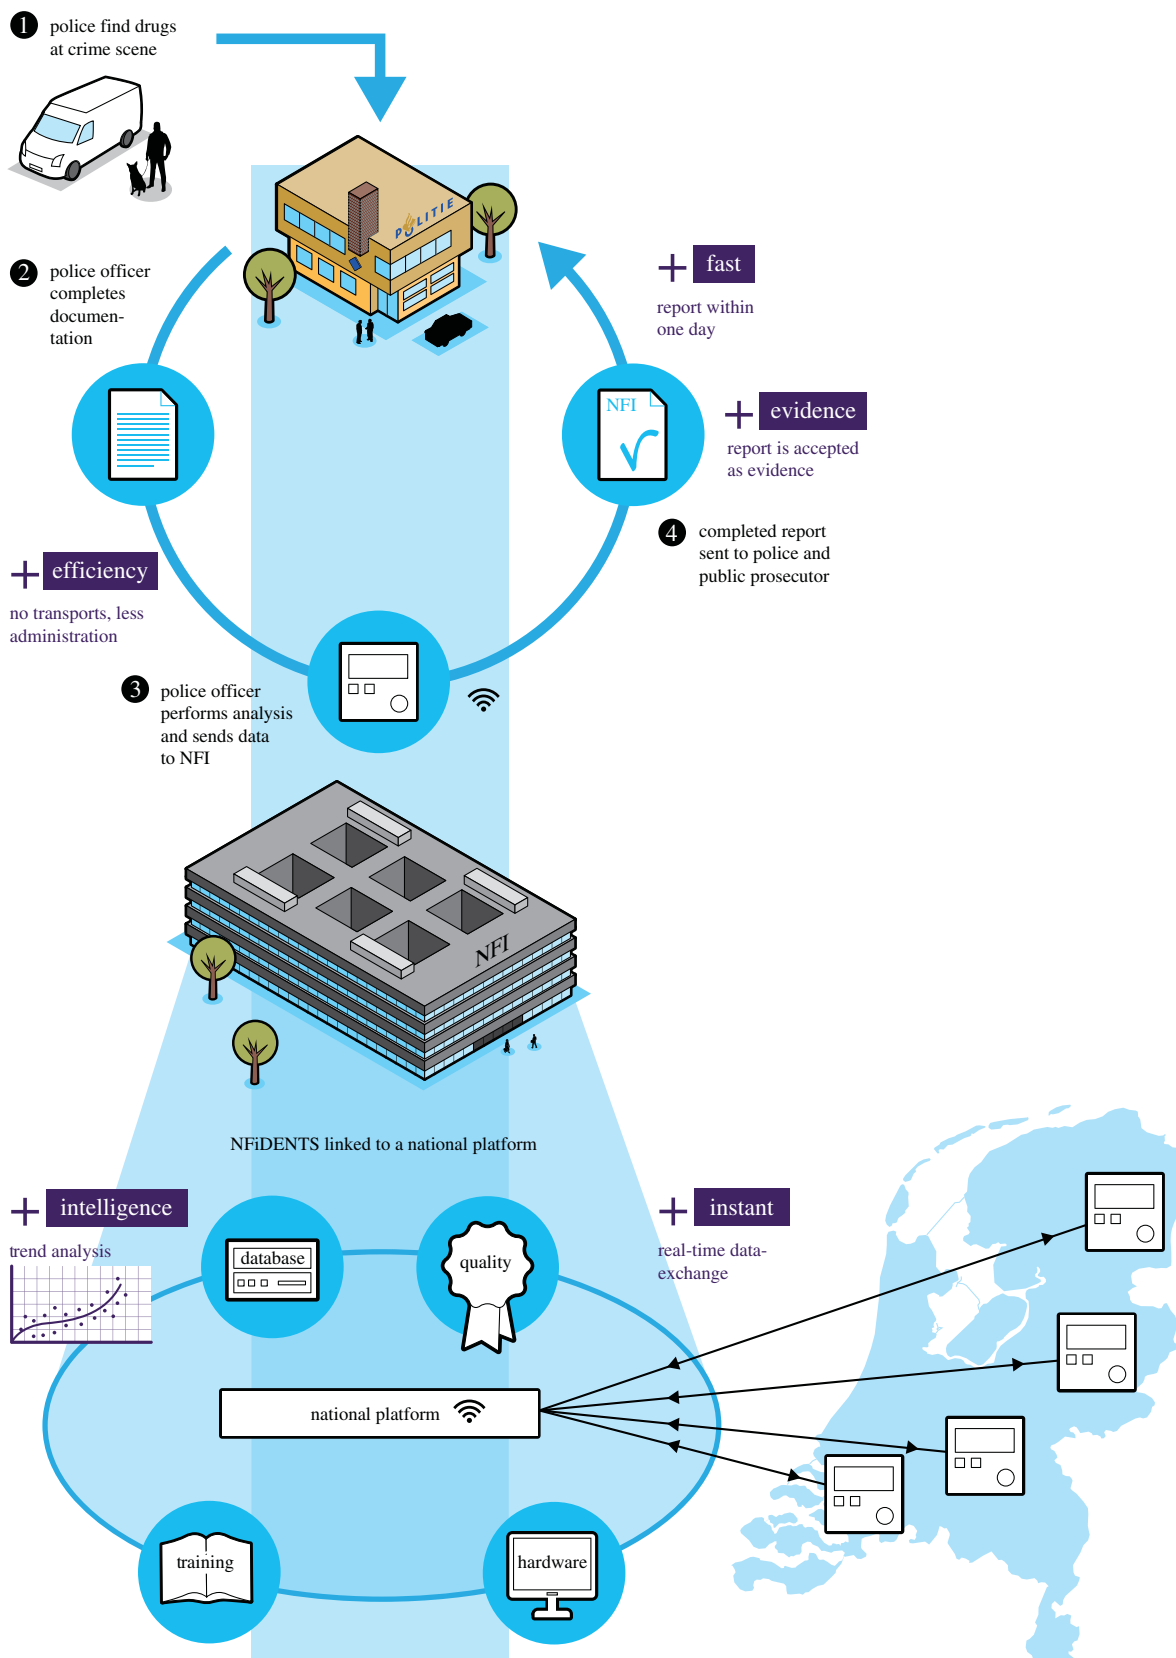 1 police find drugs
at crime scene
POLITIE
2 police officer
completes
documen-
tation
+ fast
report within
one day
NFI
+ evidence
report is accepted
as evidence
4 completed report
sent to police and
public prosecutor
+ efficiency
no transports, less
administration
3 police officer
performs analysis
and sends data
to NFI
NFI
NFiDENTS linked to a national platform
+ intelligence
trend analysis
database
quality
+ instant
real-time data-
exchange
national platform
training
hardware